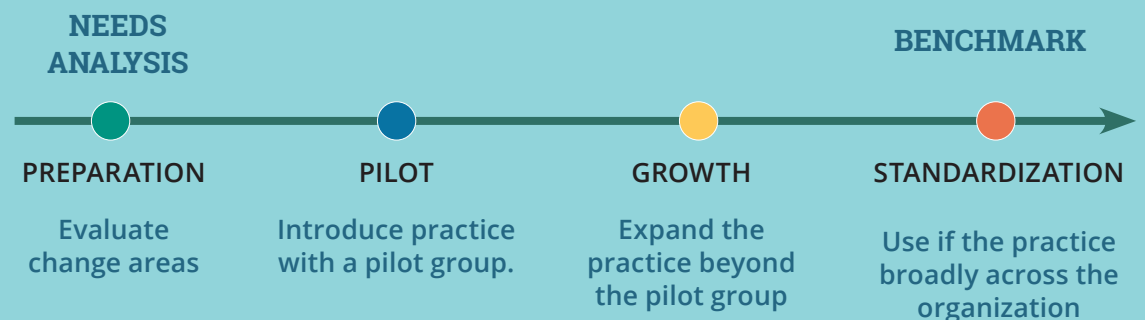 NEEDS
ANALYSIS
BENCHMARK
PREPARATION
Evaluate
change areas
PILOT
Introduce practice
with a pilot group.
GROWTH
Expand the
practice beyond
the pilot group
STANDARDIZATION
Use if the practice
broadly across the
organization